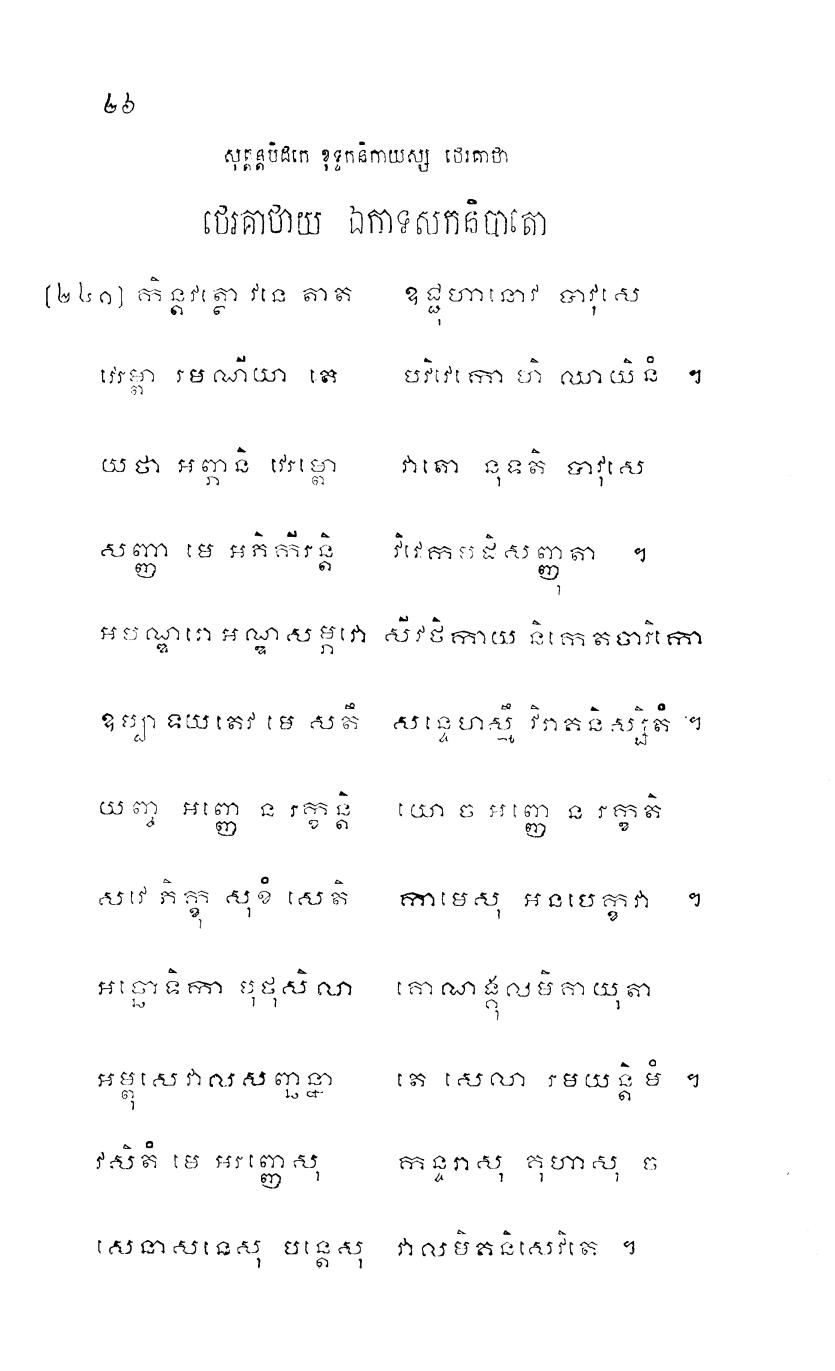 ៤៦
សុត្តន្តបិដកេ ខុទ្ទកនិកាយស្ស ថេរគាថា
ថេរគាថាយ ឯកាទសកនិបាតោ
[២៤១] កិន្តវត្ថោ វនេ តាត ឧជ្ជុហានោវ បាវុសេ
វេរម្ពា រមណីយា តេ បវិវេកោ ហិ ឈាយិនំ ។
យថា អព្ភានិ វេរម្ពោ វាតោ នុទតិ បាវុសេ
សញ្ញា មេ អភិកីរន្តិ វិវេកបដិសញ្ញុតា ។
អបណ្ឌរោ អណ្ឌសម្ភវោ សីវថិកាយ និកេតចារិកោ
ឧប្បាទយតេវ មេ សតឹ សន្ទេហស្មឹ វិរាគនិស្សិតំ ។
យញ្ច អញ្ញេ ន រក្ខន្តិ យោ ច អញ្ញេ ន រក្ខតិ
សវេ ភិក្ខុ សុខំ សេតិ កាមេសុ អនបេក្ខវា ។
អច្ឆោទិកា បុថុសិលា គោណង្គុលមិគាយុតា
អម្ពុសេវាលសញ្ឆន្នា តេ សេលា រមយន្តិ មំ ។
វសិតំ មេ អរញ្ញេសុ កន្ទរាសុ គុហាសុ ច
សេនាសនេសុ បន្តេសុ វាលមិគនិសេវិតេ ។